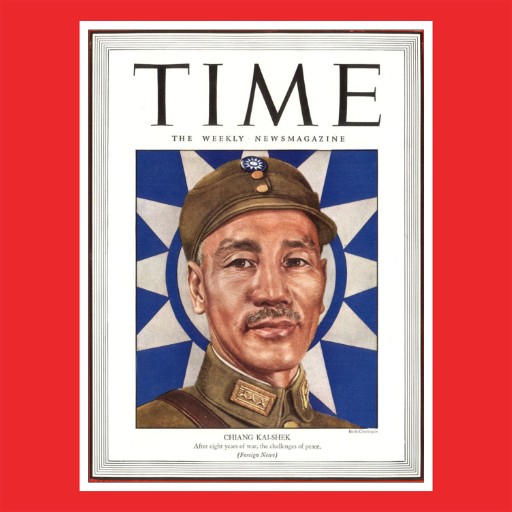 TIME
THE WEEKLY NEWSMAGAZINE
CHIANG KAI-SHEK
After eight years of war, the challenges of peace.
(Foreign News)